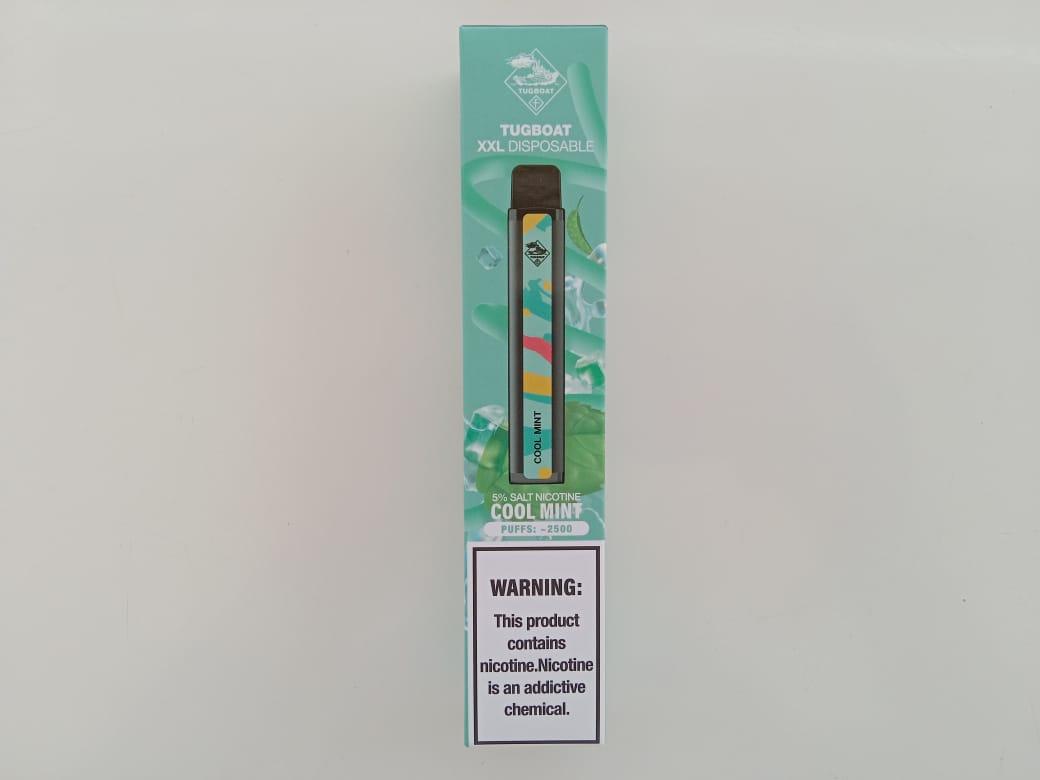 TUGBOAT
TUGBOAT
XXL DISPOSABLE
COOL MINT
5% SALT NICOTINE
COOL MINT
PUFFS: ~2500
WARNING:
This product
contains
nicotine.Nicotine
is an addictive
chemical.